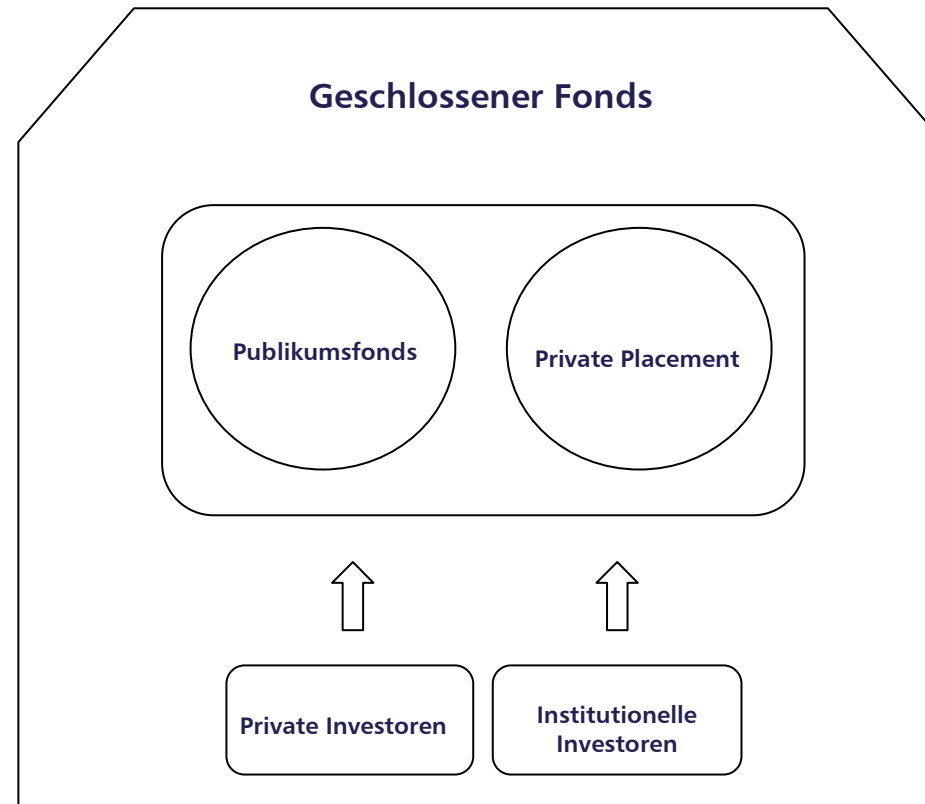 Geschlossener Fonds
Publikumsfonds
Private Placement
Private Investoren
Institutionelle
Investoren